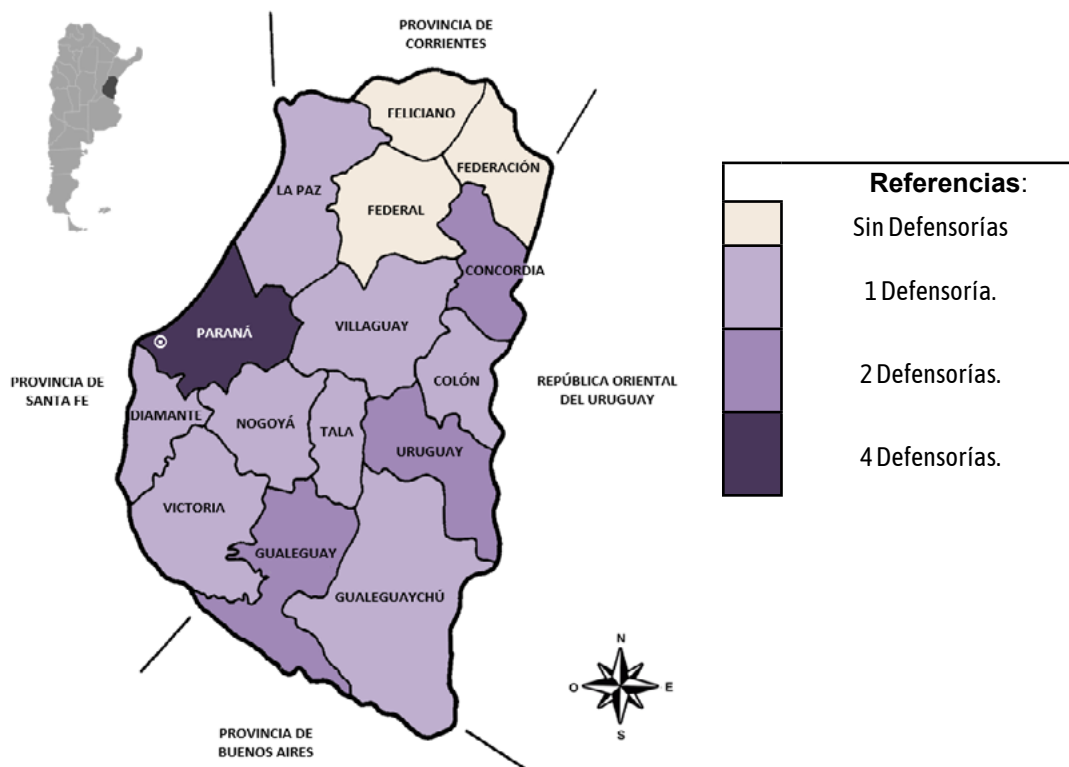 PROVINCIA DE
CORRIENTES
FELICIANO
FEDERACIÓN
LA PAZ
FEDERAL
CONCORDIA
PARANÁ
VILLAGUAY
COLÓN
PROVINCIA DE
SANTA FE
REPÚBLICA ORIENTAL
DEL URUGUAY
DIAMANTE
NOGOYÁ
TALA
URUGUAY
VICTORIA
GUALEGUAY
GUALEGUAYCHÚ
PROVINCIA DE
BUENOS AIRES
N
O
E
S
Referencias:
Sin Defensorías
1 Defensoría.
2 Defensorías.
4 Defensorías.